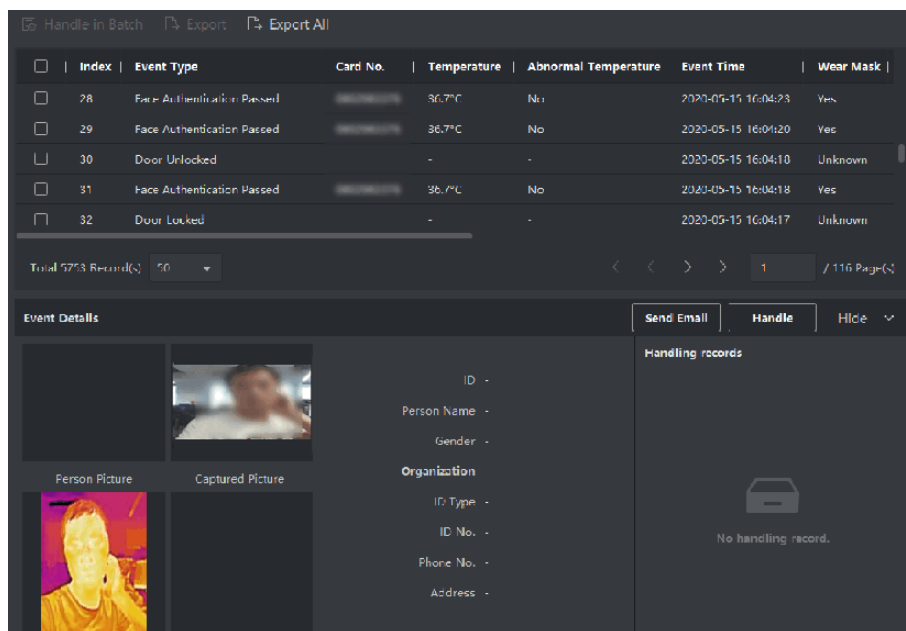 Handle in Batch Export Export All
Index Event Type Card No. Temperature Abnormal Temperature Event Time Wear Mask
28 Face Authentication Passed 36.7°C No 2020-05-15 16:04:23 Yes
29 Face Authentication Passed 36.7°C No 2020-05-15 16:04:20 Yes
30 Door Unlocked - - 2020-05-15 16:04:18 Unknown
31 Face Authentication Passed 36.7°C No 2020-05-15 16:04:18 Yes
32 Door Locked - - 2020-05-15 16:04:17 Unknown
Total 5753 Record(s) 50 1 / 116 Page(s)
Event Details Send Email Handle Hide
Handling records
ID -
Person Name -
Gender -
Organization
Person Picture Captured Picture
ID Type -
ID No. -
No handling record.
Phone No. -
Address -